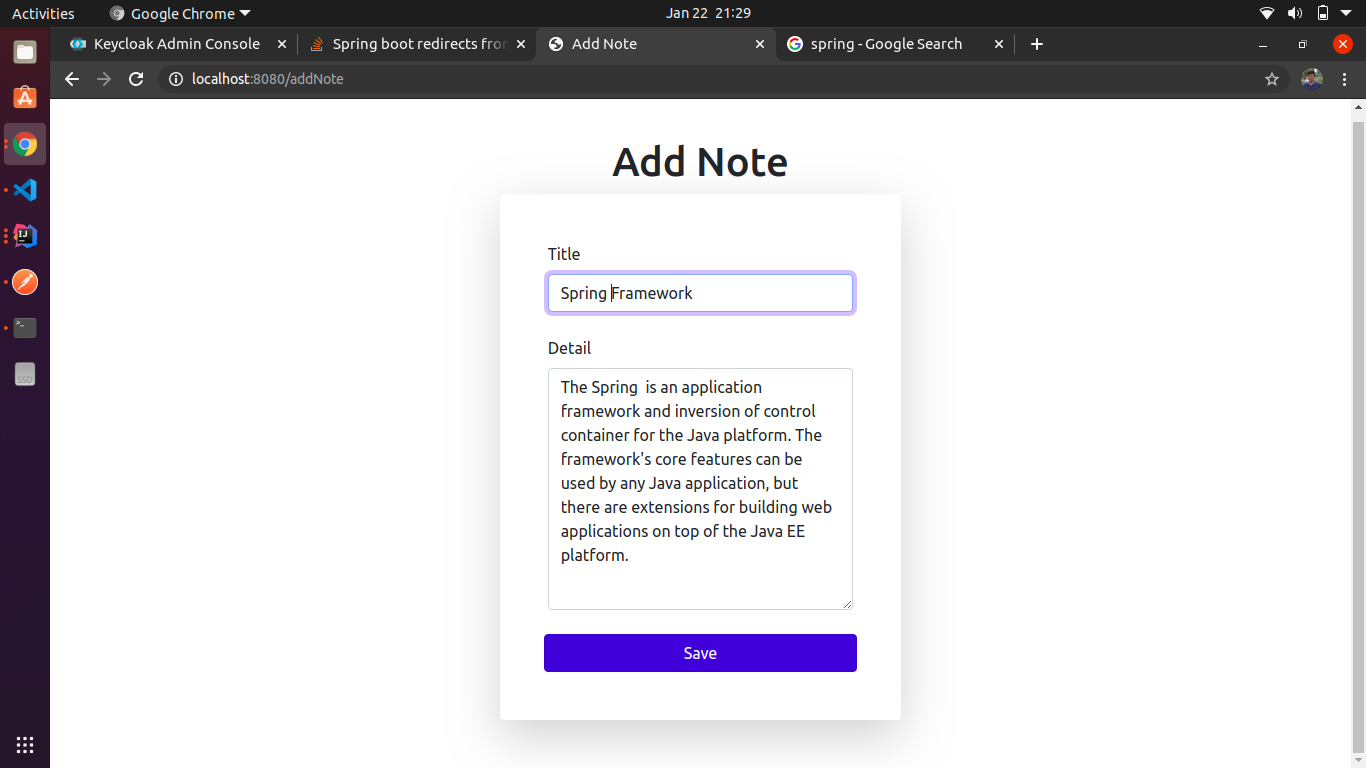 Activities
Google Chrome
Jan 22 21:29
Keycloak Admin Console
Spring boot redirects fro
Add Note
spring - Google Search
localhost:8080/addNote
Add Note
Title
Spring Framework
Detail
The Spring  is an application
framework and inversion of control
container for the Java platform. The
framework's core features can be
used by any Java application, but
there are extensions for building web
applications on top of the Java EE
platform.
Save
IJ
>_
SSD